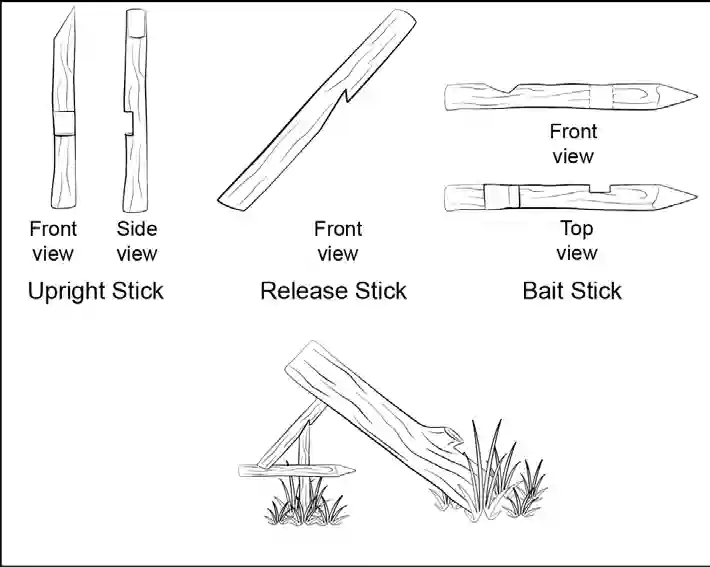 Front
view
Side
view
Upright Stick
Front
view
Release Stick
Front
view
Top
view
Bait Stick